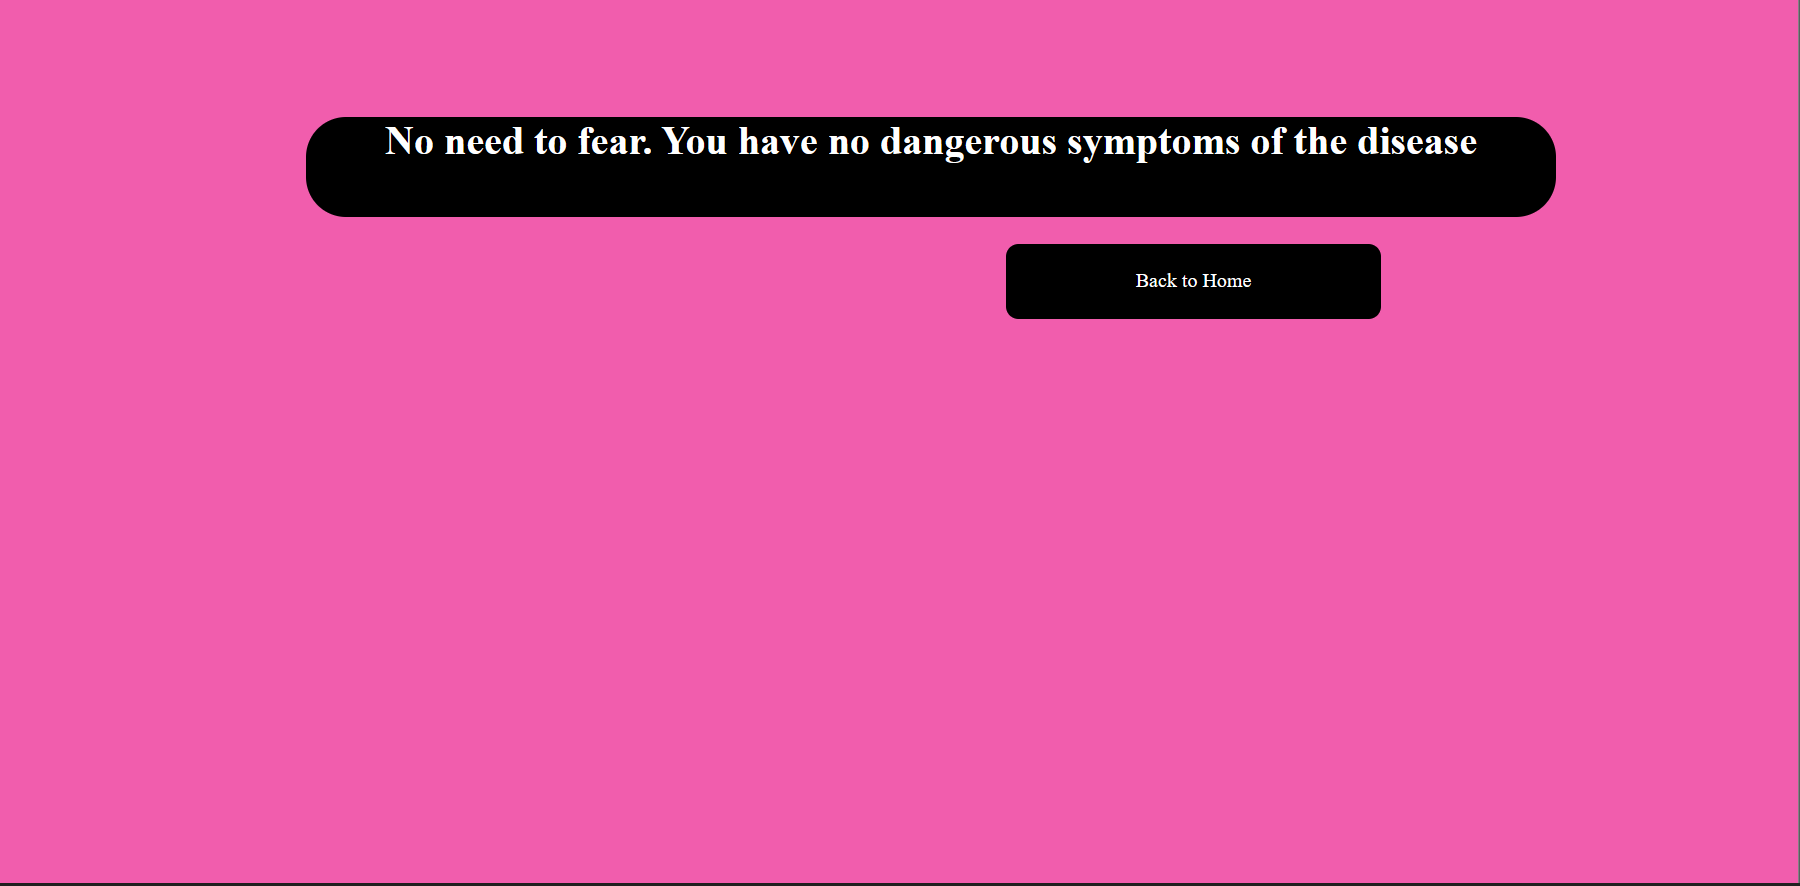 No need to fear. You have no dangerous symptoms of the disease
Back to Home